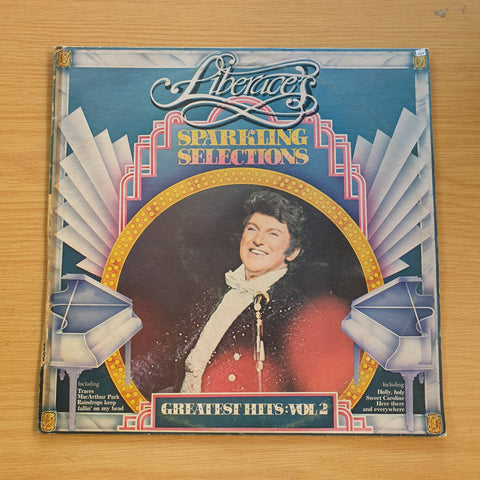 Liberace's
SPARKLING
SELECTIONS
Including
Traces
MacArthur Park
Raindrops keep
fallin' on my head
Including
Holly, holy
Sweet Caroline
Here there
and everywhere
GREATEST HITS: VOL 2